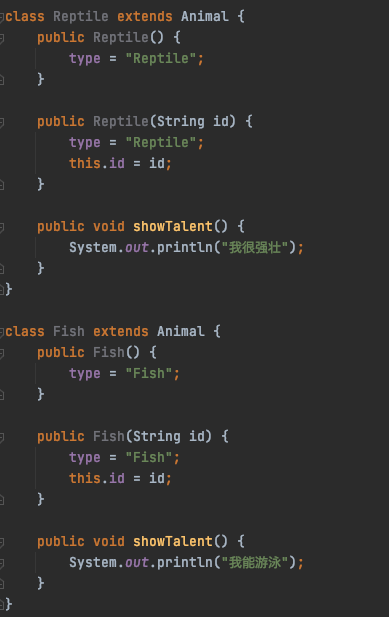 class Reptile extends Animal {
    public Reptile() {
        type = "Reptile";
    }

    public Reptile(String id) {
        type = "Reptile";
        this.id = id;
    }

    public void showTalent() {
        System.out.println("我很强壮");
    }
}

class Fish extends Animal {
    public Fish() {
        type = "Fish";
    }

    public Fish(String id) {
        type = "Fish";
        this.id = id;
    }

    public void showTalent() {
        System.out.println("我能游泳");
    }
}